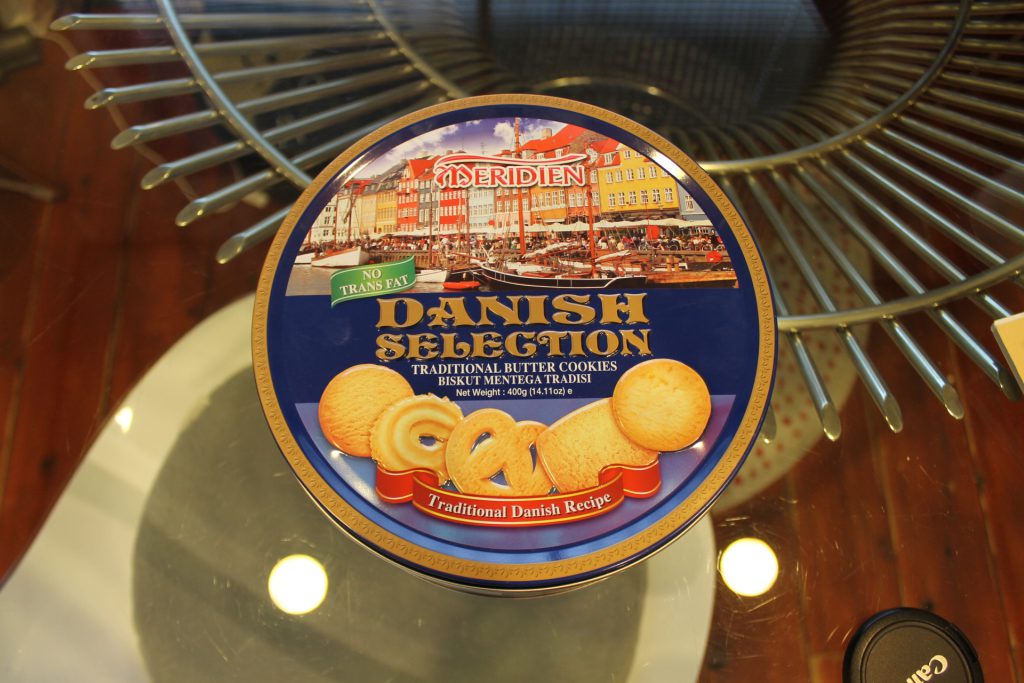 MERIDIEN
NO
TRANS FAT
DANISH
SELECTION
TRADITIONAL BUTTER COOKIES
BISKUT MENTEGA TRADISI
Net Weight : 400g (14.11oz) e
Traditional Danish Recipe
Can